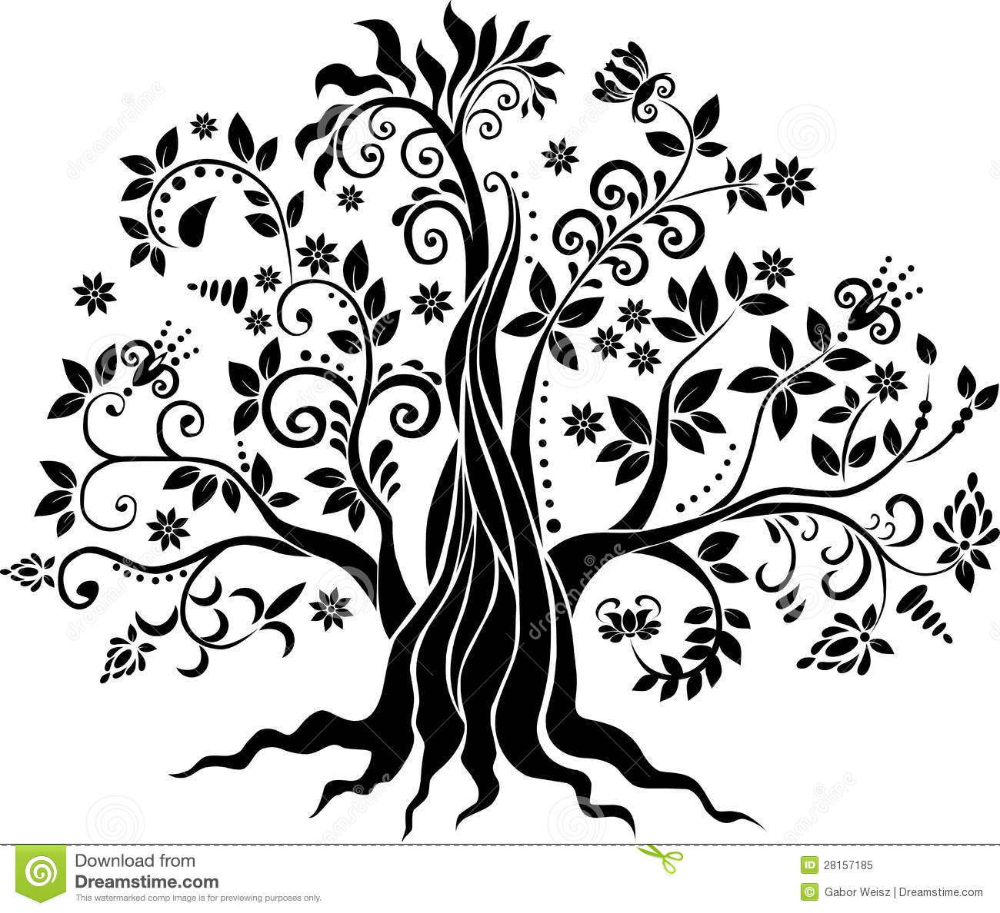 Download from
Dreamstime.com
This watermarked comp image is for previewing purposes only.
ID 28157185
© Gabor Weisz | Dreamstime.com